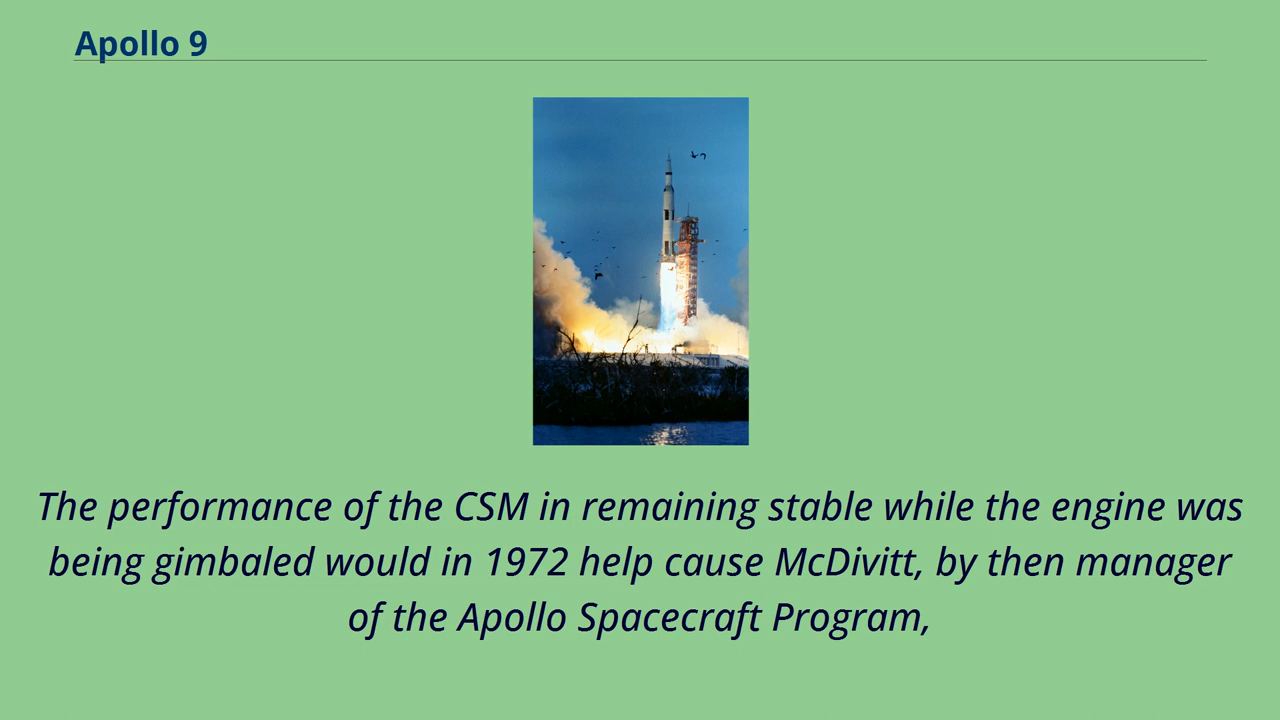 Apollo 9
The performance of the CSM in remaining stable while the engine was
being gimbaled would in 1972 help cause McDivitt, by then manager
of the Apollo Spacecraft Program,